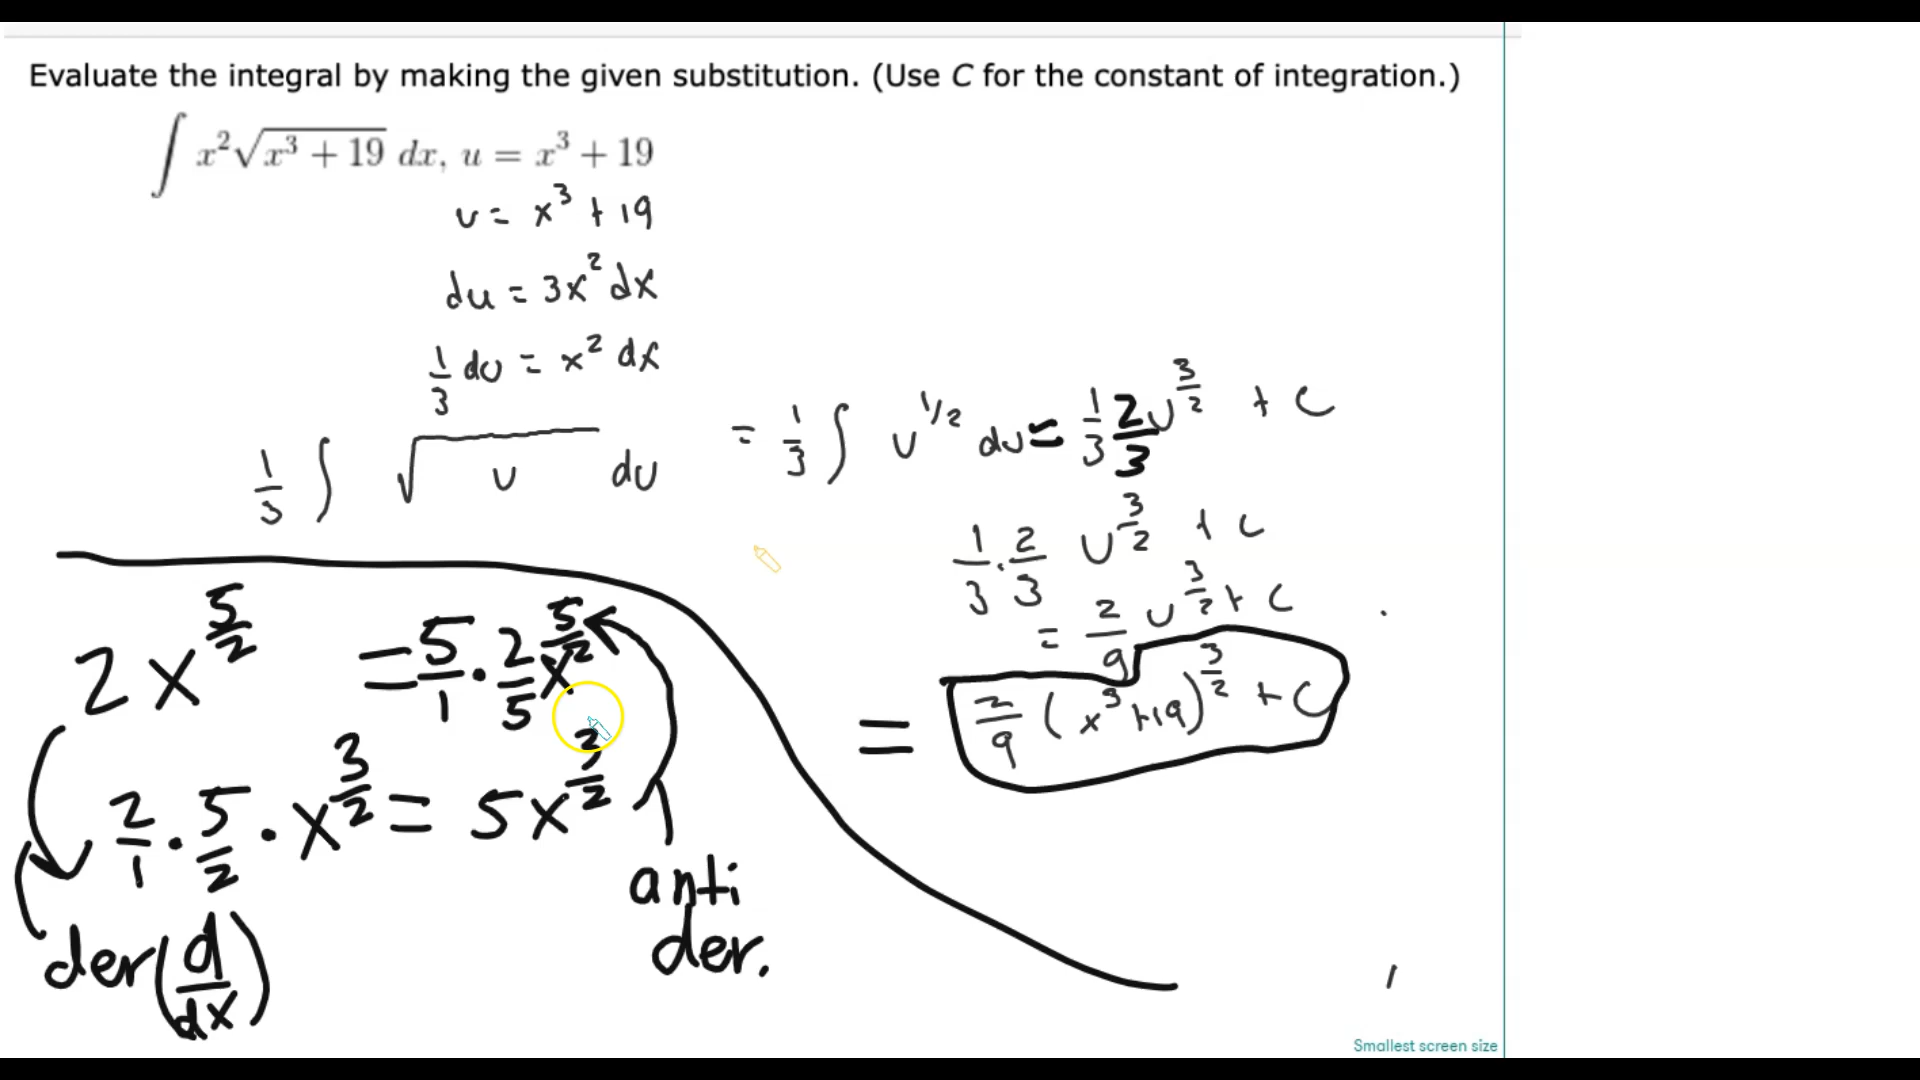 Evaluate the integral by making the given substitution. (Use C for the constant of integration.)
∫ x²√(x³ + 19) dx, u = x³ + 19
u = x³ + 19
du = 3x² dx
1/3 du = x² dx
1/3 ∫ √u du = 1/3 ∫ u^(1/2) du = 1/3 2/3 u^(3/2) + C
1/3 · 2/3 u^(3/2) + C
= 2/9 u^(3/2) + C
= 2/9 (x³ + 19)^(3/2) + C
2x^(5/2) = 5/1 · 2/5 x^(5/2)
2/1 · 5/2 · x^(3/2) = 5x^(3/2)
anti
der.
der (d/dx)
Smallest screen size